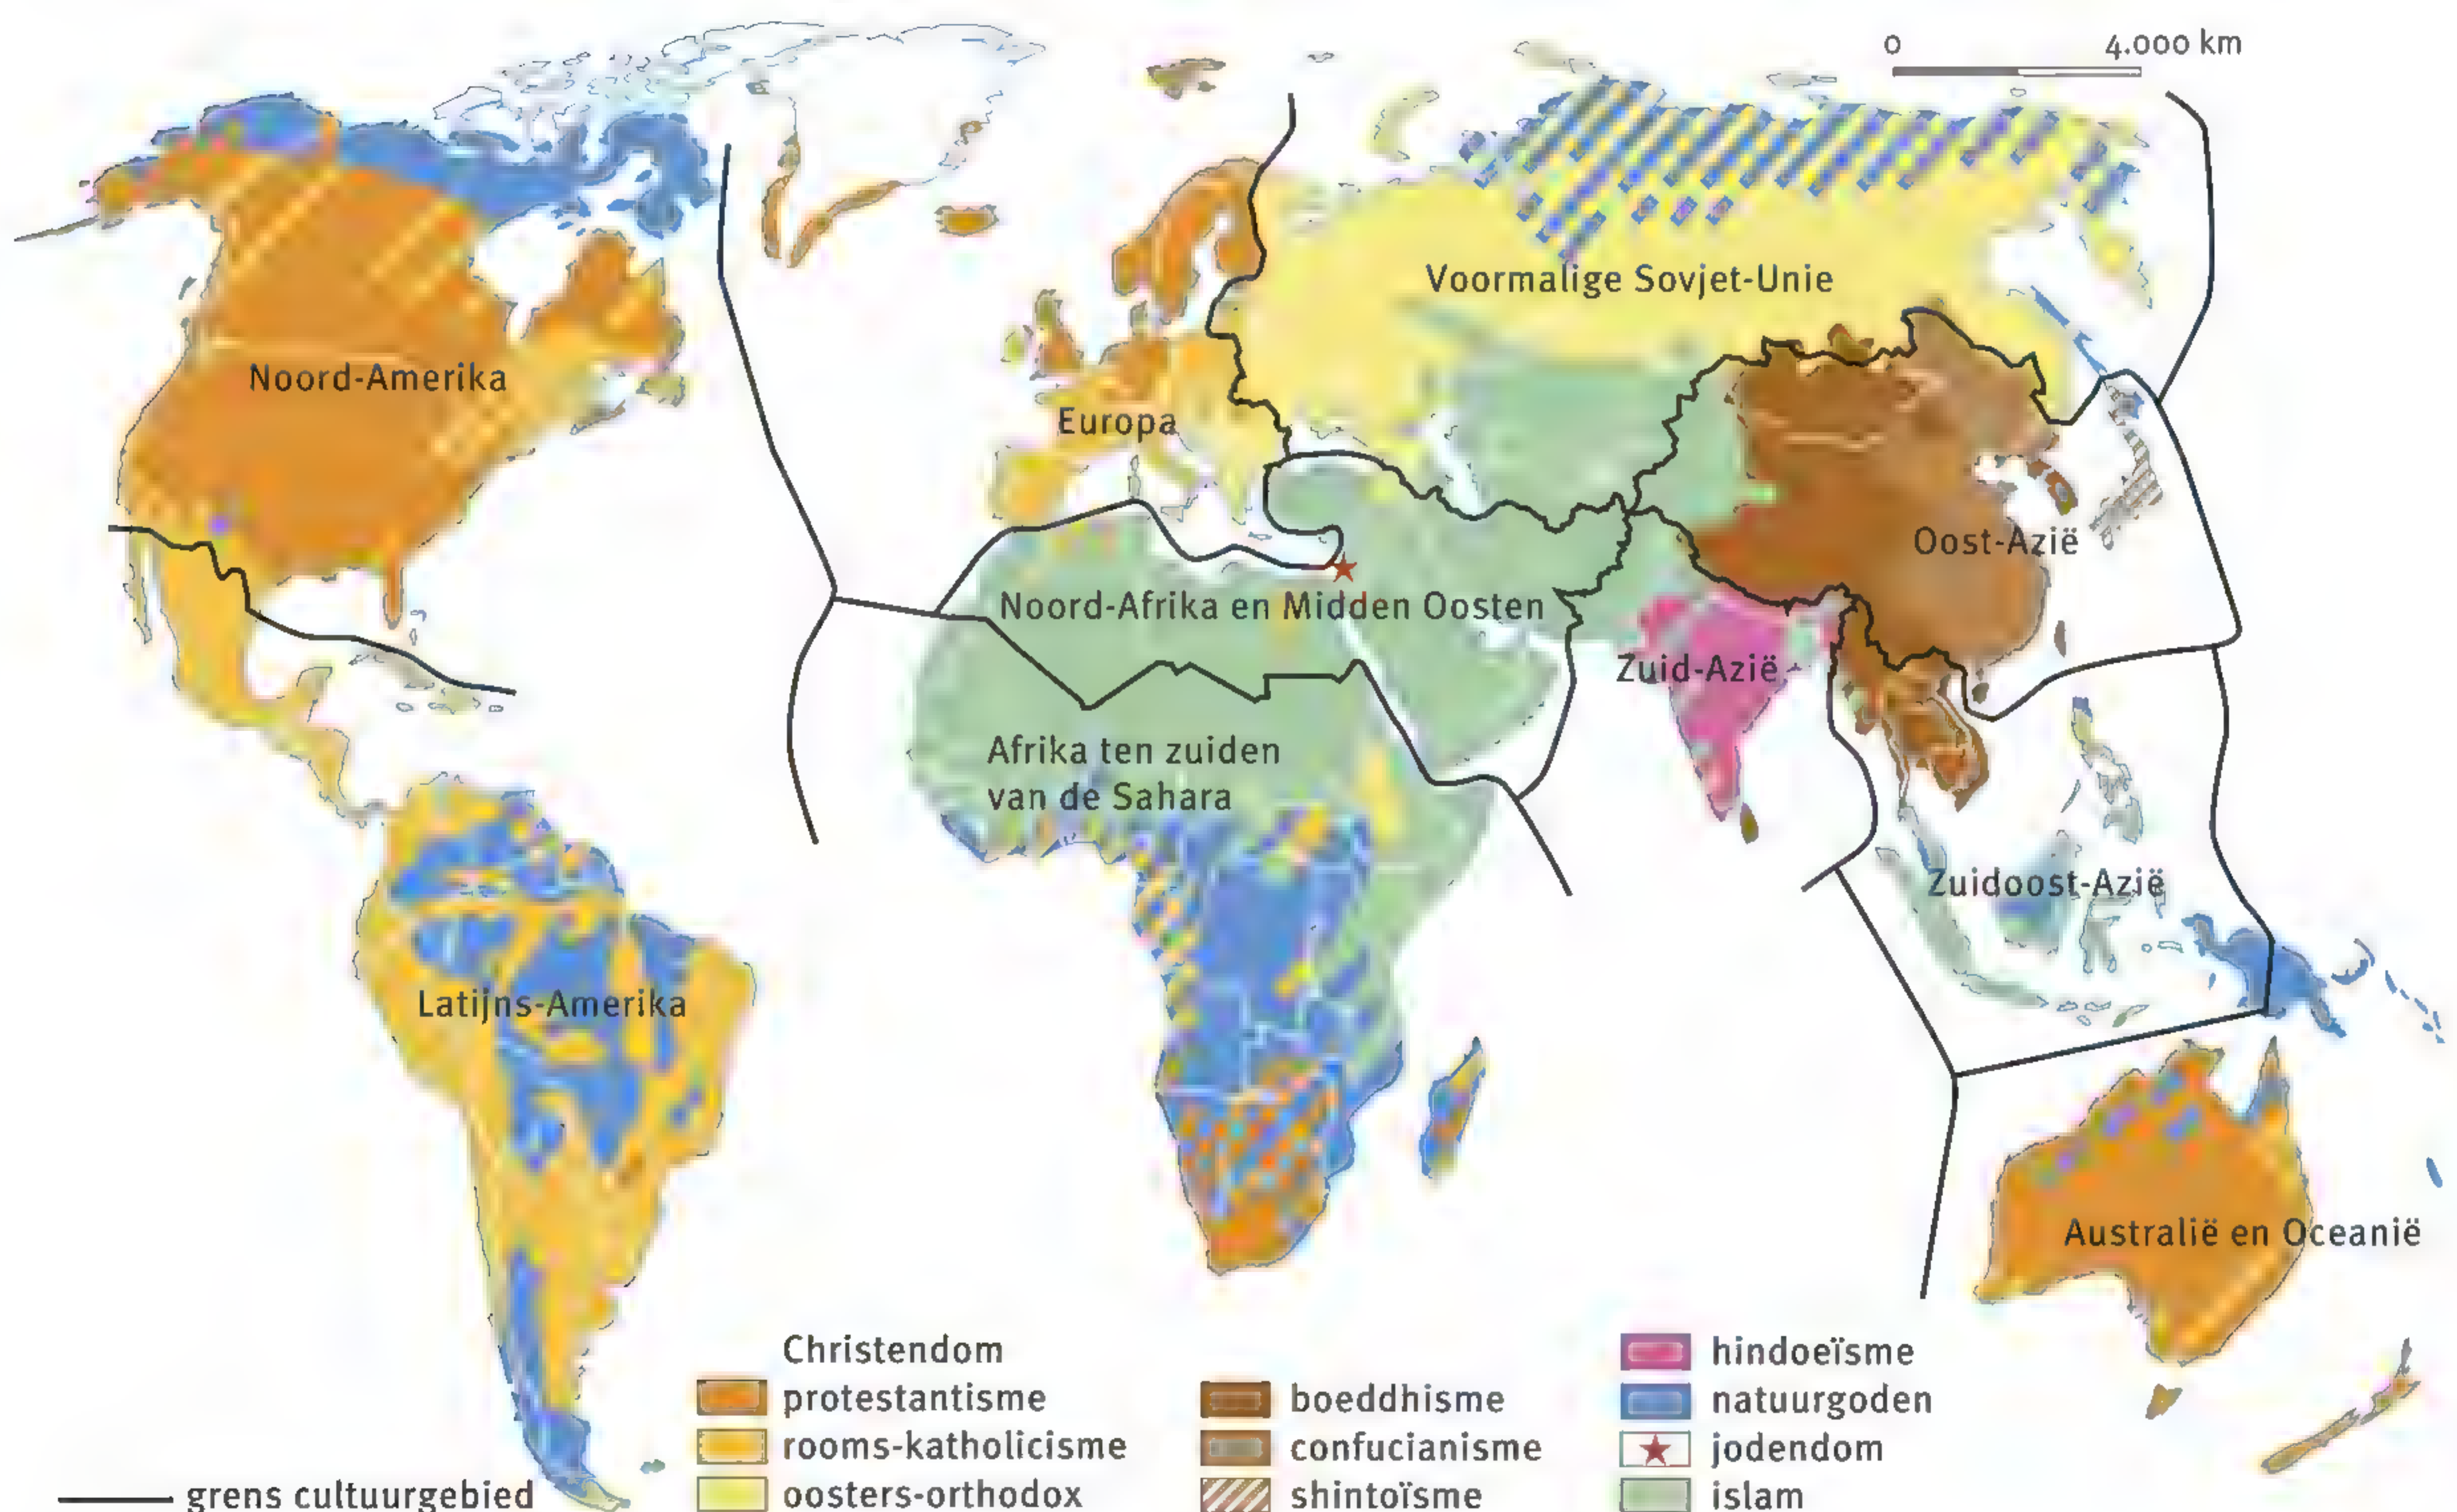 0 4.000 km
Voormalige Sovjet-Unie
Noord-Amerika
Europa
Oost-Azië
Noord-Afrika en Midden Oosten
Zuid-Azië
Afrika ten zuiden
van de Sahara
Zuidoost-Azië
Latijns-Amerika
Australië en Oceanië
grens cultuurgebied
Christendom
protestantisme
rooms-katholicisme
oosters-orthodox
boeddhisme
confucianisme
shintoïsme
hindoeïsme
natuurgoden
jodendom
islam